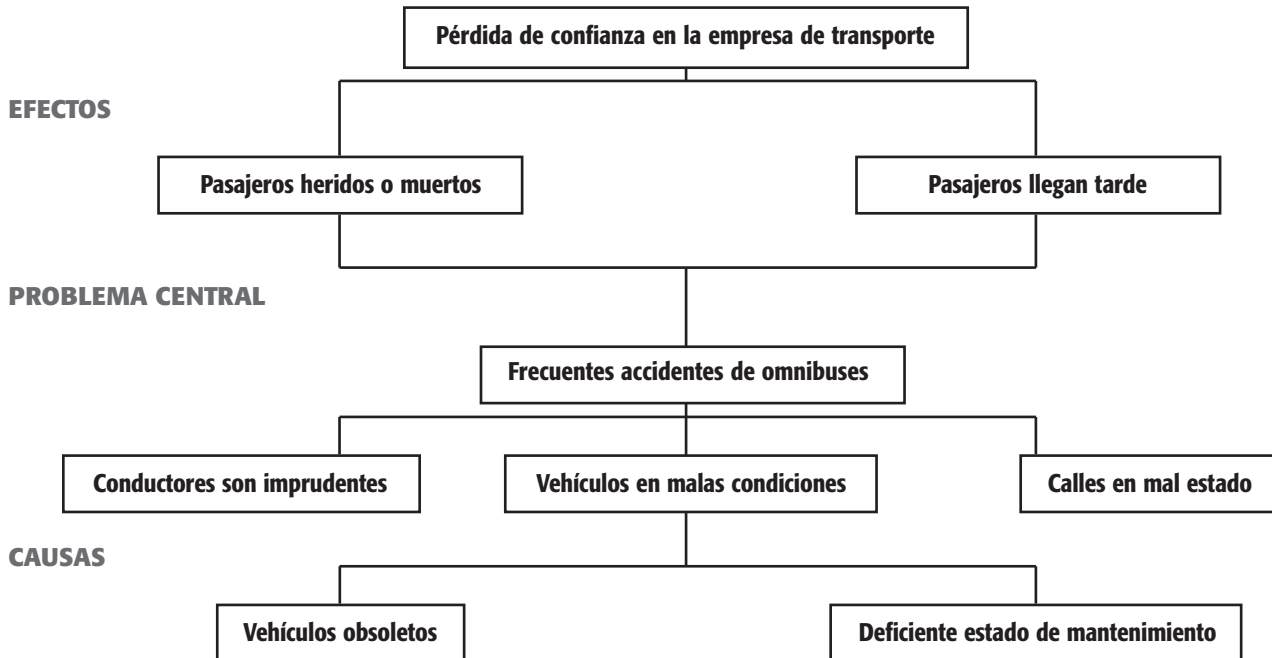 Pérdida de confianza en la empresa de transporte
EFECTOS
Pasajeros heridos o muertos
Pasajeros llegan tarde
PROBLEMA CENTRAL
Frecuentes accidentes de omnibuses
Conductores son imprudentes
Vehículos en malas condiciones
Calles en mal estado
CAUSAS
Vehículos obsoletos
Deficiente estado de mantenimiento